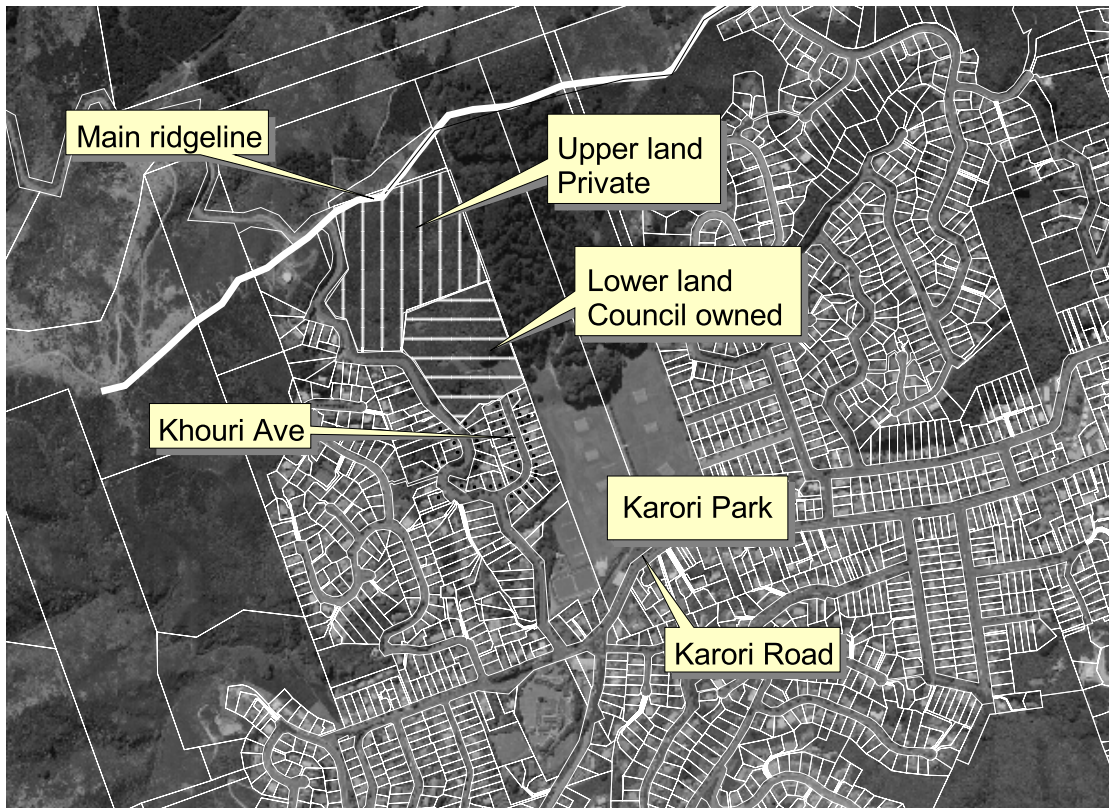 Main ridgeline
Upper land
Private
Lower land
Council owned
Khouri Ave
Karori Park
Karori Road